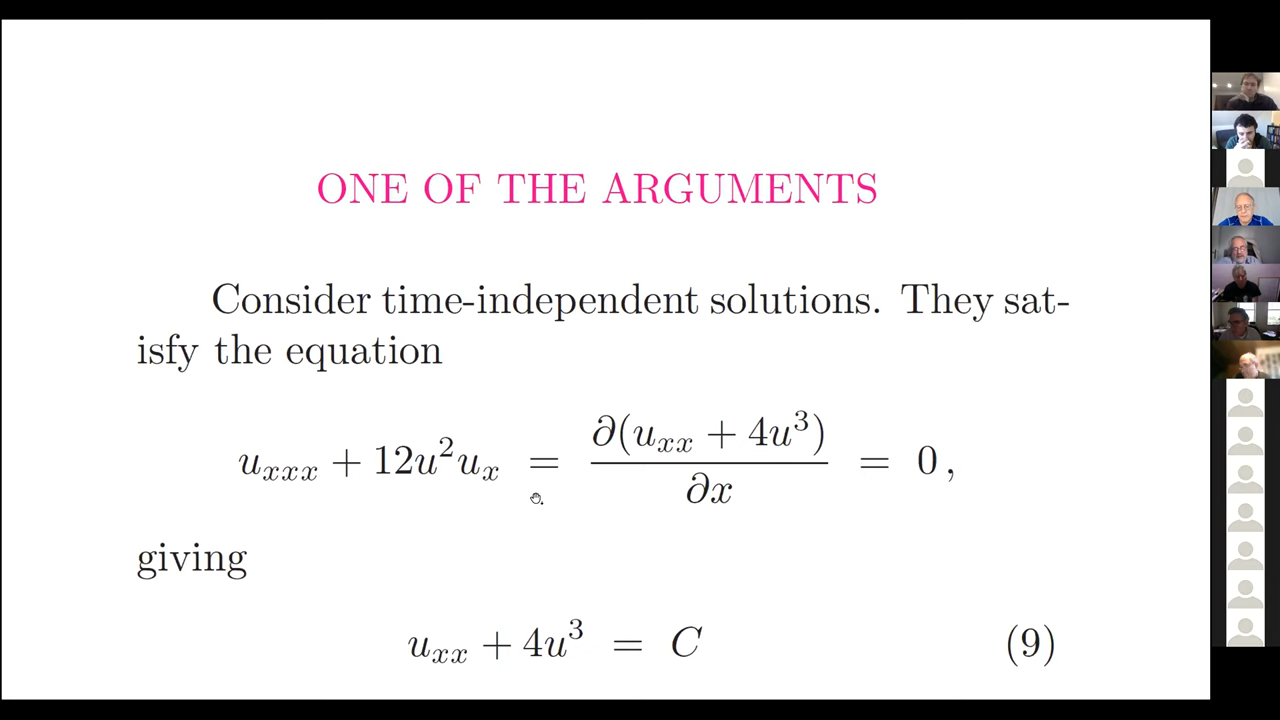 ONE OF THE ARGUMENTS
Consider time-independent solutions. They sat-
isfy the equation
u_{xxx} + 12u^2u_x = \frac{∂(u_{xx} + 4u^3)}{∂x} = 0,
giving
u_{xx} + 4u^3 = C (9)